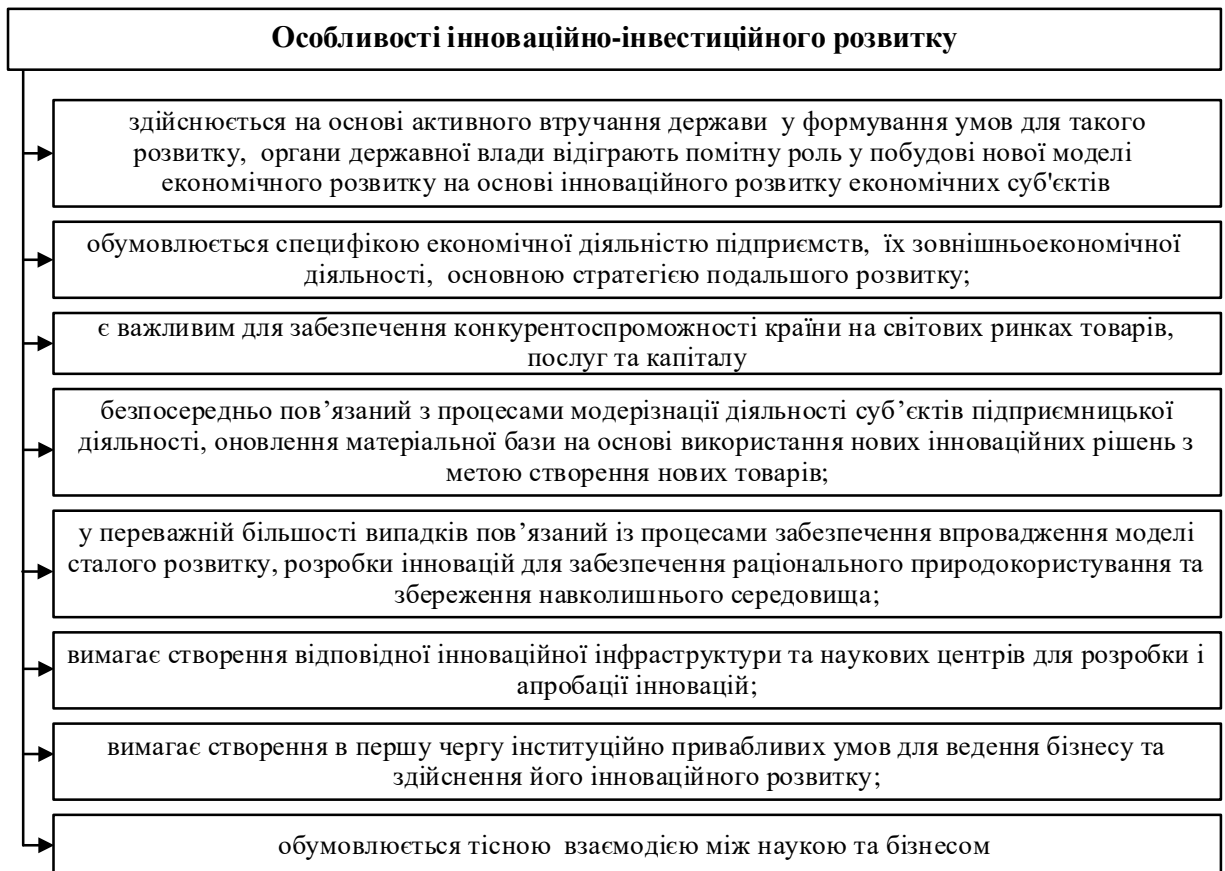 Особливості інноваційно-інвестиційного розвитку
здійснюється на основі активного втручання держави у формування умов для такого
розвитку, органи державної влади відіграють помітну роль у побудові нової моделі
економічного розвитку на основі інноваційного розвитку економічних суб'єктів
обумовлюється специфікою економічної діяльністю підприємств, їх зовнішньоекономічної
діяльності, основною стратегією подальшого розвитку;
є важливим для забезпечення конкурентоспроможності країни на світових ринках товарів,
послуг та капіталу
безпосередньо пов’язаний з процесами модерізнації діяльності суб’єктів підприємницької
діяльності, оновлення матеріальної бази на основі використання нових інноваційних рішень з
метою створення нових товарів;
у переважній більшості випадків пов’язаний із процесами забезпечення впровадження моделі
сталого розвитку, розробки інновацій для забезпечення раціонального природокористування та
збереження навколишнього середовища;
вимагає створення відповідної інноваційної інфраструктури та наукових центрів для розробки і
апробації інновацій;
вимагає створення в першу чергу інституційно привабливих умов для ведення бізнесу та
здійснення його інноваційного розвитку;
обумовлюється тісною взаємодією між наукою та бізнесом